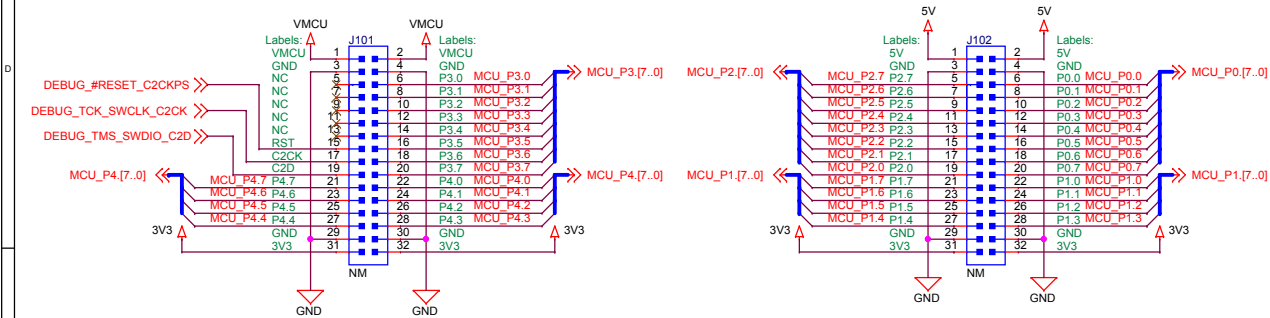 D
VMCU VMCU
Labels: J101 Labels:
VMCU 1 2 VMCU
GND 3 4 GND
NC 5 6 P3.0 MCU_P3.0
NC 7 8 P3.1 MCU_P3.1
NC 9 10 P3.2 MCU_P3.2
NC 11 12 P3.3 MCU_P3.3
NC 13 14 P3.4 MCU_P3.4
RST 15 16 P3.5 MCU_P3.5
C2CK 17 18 P3.6 MCU_P3.6
C2D 19 20 P3.7 MCU_P3.7
MCU_P4.7 P4.7 21 22 P4.0 MCU_P4.0
MCU_P4.6 P4.6 23 24 P4.1 MCU_P4.1
MCU_P4.5 P4.5 25 26 P4.2 MCU_P4.2
MCU_P4.4 P4.4 27 28 P4.3 MCU_P4.3
GND 29 30 GND
3V3 31 32 3V3
DEBUG_#RESET_C2CKPS
DEBUG_TCK_SWCLK_C2CK
DEBUG_TMS_SWDIO_C2D
MCU_P4.[7..0]
MCU_P3.[7..0]
MCU_P4.[7..0]
3V3 3V3
NM
GND GND
5V 5V
Labels: J102 Labels:
5V 1 2 5V
GND 3 4 GND
MCU_P2.7 P2.7 5 6 P0.0 MCU_P0.0
MCU_P2.6 P2.6 7 8 P0.1 MCU_P0.1
MCU_P2.5 P2.5 9 10 P0.2 MCU_P0.2
MCU_P2.4 P2.4 11 12 P0.3 MCU_P0.3
MCU_P2.3 P2.3 13 14 P0.4 MCU_P0.4
MCU_P2.2 P2.2 15 16 P0.5 MCU_P0.5
MCU_P2.1 P2.1 17 18 P0.6 MCU_P0.6
MCU_P2.0 P2.0 19 20 P0.7 MCU_P0.7
MCU_P1.7 P1.7 21 22 P1.0 MCU_P1.0
MCU_P1.6 P1.6 23 24 P1.1 MCU_P1.1
MCU_P1.5 P1.5 25 26 P1.2 MCU_P1.2
MCU_P1.4 P1.4 27 28 P1.3 MCU_P1.3
GND 29 30 GND
3V3 31 32 3V3
MCU_P2.[7..0]
MCU_P1.[7..0]
MCU_P0.[7..0]
MCU_P1.[7..0]
3V3 3V3
NM
GND GND